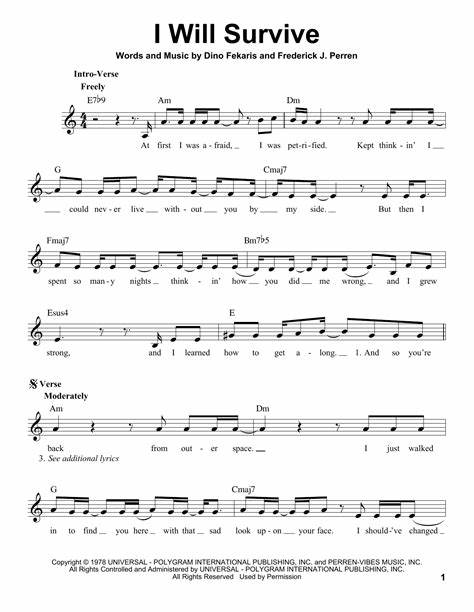 I Will Survive
Words and Music by Dino Fekaris and Frederick J. Perren
Intro-Verse
Freely
E7♭9 Am Dm
4
4
At first I was a - fraid, I was pet - ri - fied. Kept think - in' I
G Cmaj7
could nev - er live with - out you by my side. But then I
Fmaj7 Bm7♭5
spent so man - y nights think - in' how you did me wrong, and I grew
Esus4 E
strong, and I learned how to get a - long. 1. And so you're
Verse
Moderately
Am Dm
back from out - er space. I just walked
3. See additional lyrics
G Cmaj7
in to find you here with that sad look up - on your face. I should-'ve changed
Copyright © 1978 UNIVERSAL - POLYGRAM INTERNATIONAL PUBLISHING, INC. and PERREN-VIBES MUSIC, INC.
All Rights Controlled and Administered by UNIVERSAL - POLYGRAM INTERNATIONAL PUBLISHING, INC.
All Rights Reserved Used by Permission
1